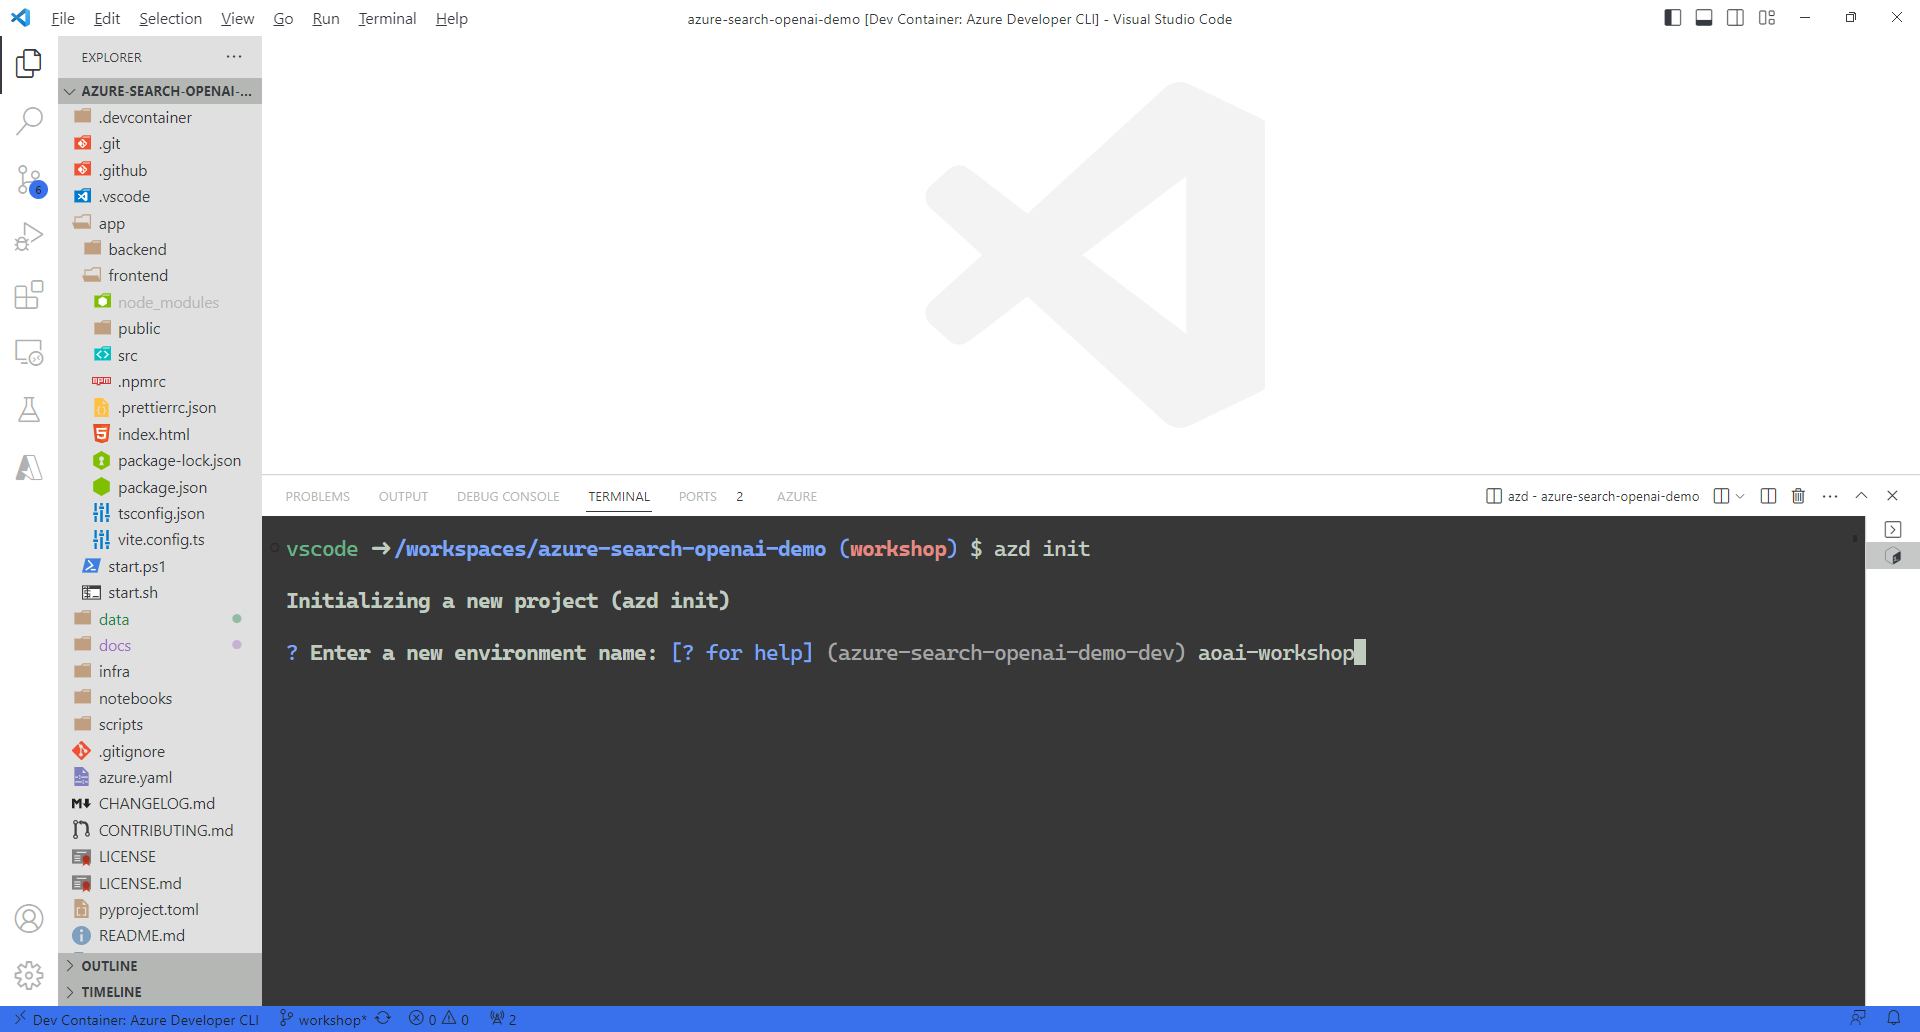 File Edit Selection View Go Run Terminal Help
azure-search-openai-demo [Dev Container: Azure Developer CLI] - Visual Studio Code
EXPLORER
AZURE-SEARCH-OPENAI-...
.devcontainer
.git
.github
6
.vscode
app
backend
frontend
node_modules
public
src
.npmrc
.prettierrc.json
index.html
package-lock.json
package.json
tsconfig.json
vite.config.ts
start.ps1
start.sh
data
docs
infra
notebooks
scripts
.gitignore
azure.yaml
CHANGELOG.md
CONTRIBUTING.md
LICENSE
LICENSE.md
pyproject.toml
README.md
OUTLINE
TIMELINE
PROBLEMS OUTPUT DEBUG CONSOLE TERMINAL PORTS 2 AZURE
azd - azure-search-openai-demo
vscode ➜ /workspaces/azure-search-openai-demo (workshop) $ azd init
Initializing a new project (azd init)
? Enter a new environment name: [? for help] (azure-search-openai-demo-dev) aoai-workshop
Dev Container: Azure Developer CLI workshop* 0 0 2